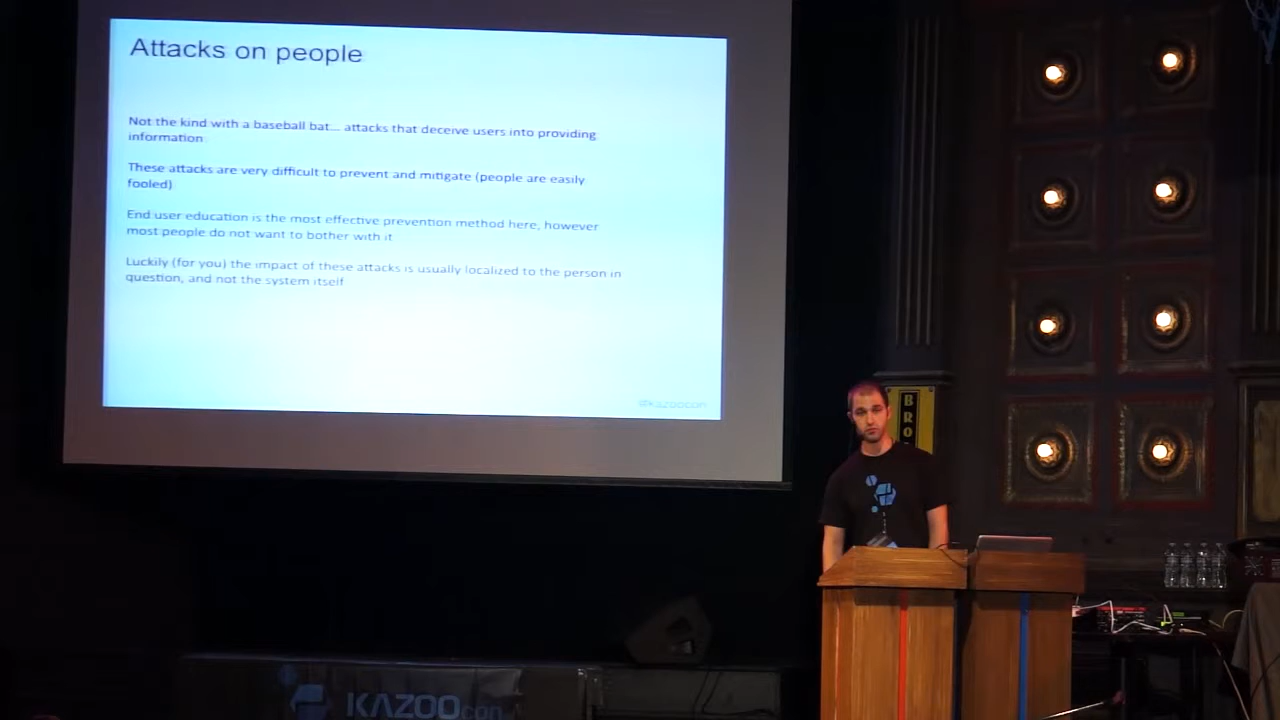 Attacks on people
Not the kind with a baseball bat... attacks that deceive users into providing
information
These attacks are very difficult to prevent and mitigate (people are easily
fooled)
End user education is the most effective prevention method here, however
most people do not want to bother with it
Luckily (for you) the impact of these attacks is usually localized to the person in
question, and not the system itself
#kazoocon
BRO
KAZOOcon